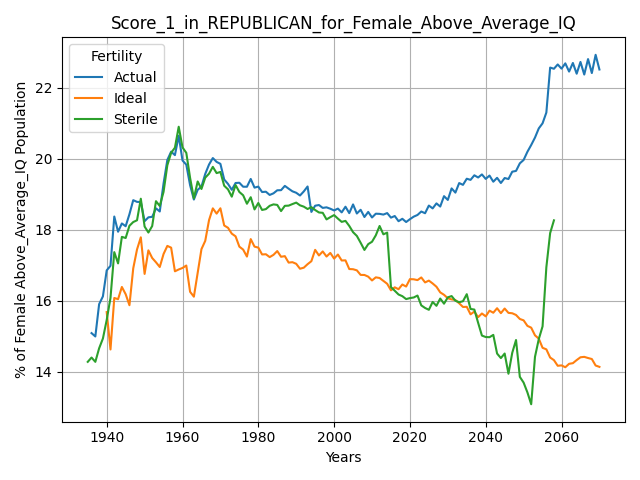 Score_1_in_REPUBLICAN_for_Female_Above_Average_IQ
Fertility
Actual
Ideal
Sterile
% of Female Above_Average_IQ Population
22
20
18
16
14
1940
1960
1980
2000
2020
2040
2060
Years